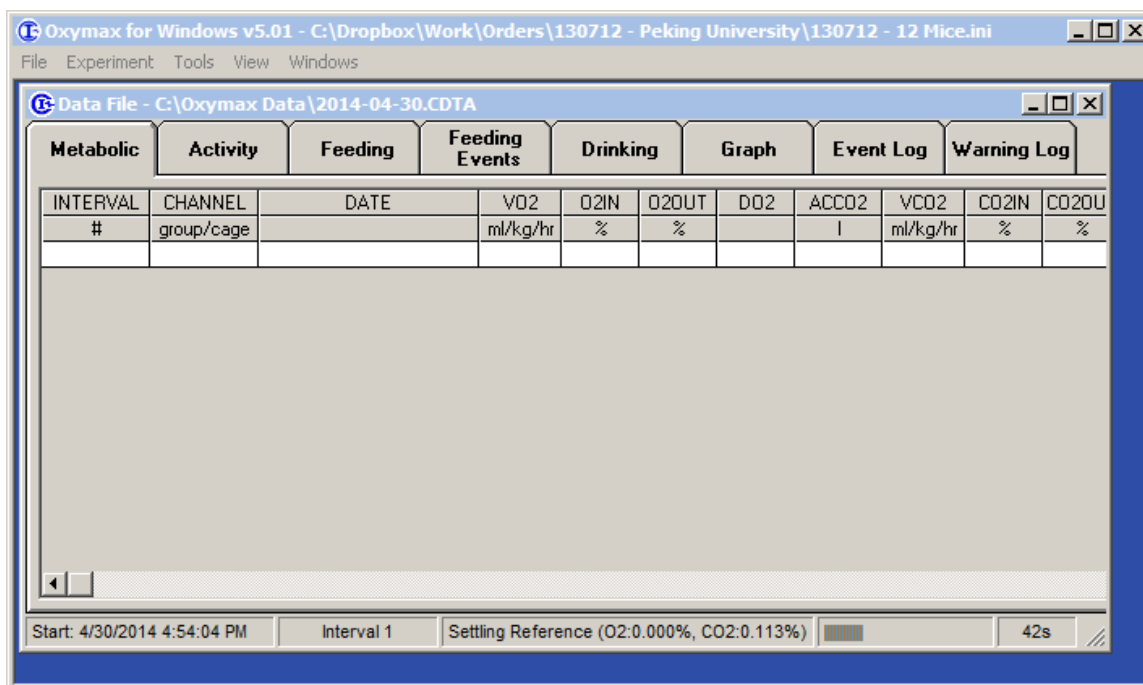 Oxymax for Windows v5.01 - C:\Dropbox\Work\Orders\130712 - Peking University\130712 - 12 Mice.ini
File Experiment Tools View Windows
Data File - C:\Oxymax Data\2014-04-30.CDTA
Metabolic Activity Feeding Feeding Events Drinking Graph Event Log Warning Log
INTERVAL CHANNEL DATE VO2 O2IN O2OUT DO2 ACCO2 VCO2 CO2IN CO2OU
# group/cage ml/kg/hr % % l ml/kg/hr % %
Start: 4/30/2014 4:54:04 PM Interval 1 Settling Reference (O2:0.000%, CO2:0.113%) 42s